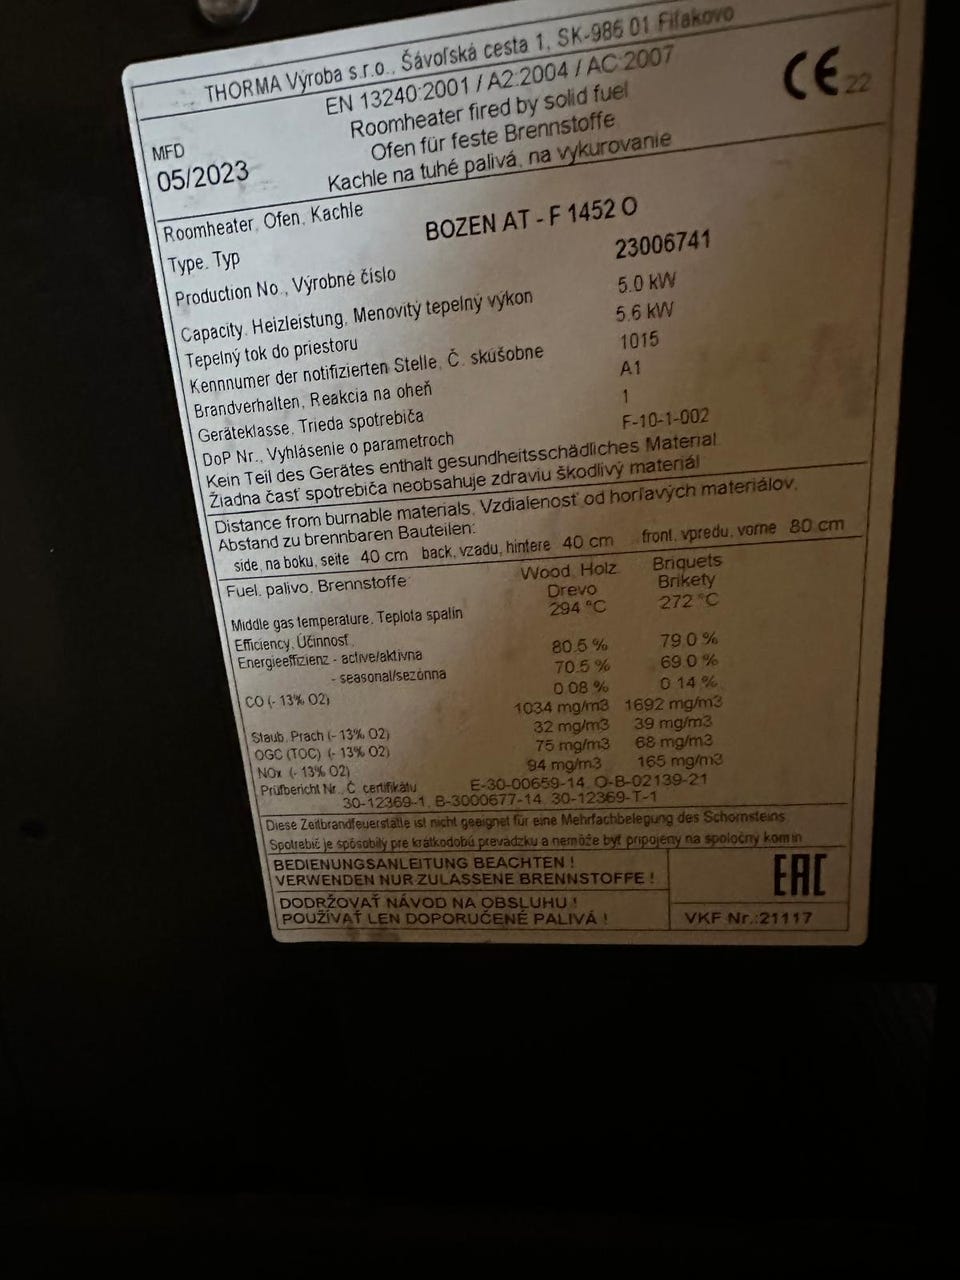 THORMA Výroba s.r.o., Šávoľská cesta 1, SK-986 01 Fiľakovo
EN 13240:2001 / A2:2004 / AC:2007
CE 22
Roomheater fired by solid fuel
MFD
Ofen für feste Brennstoffe
05/2023
Kachle na tuhé palivá, na vykurovanie
Roomheater, Ofen, Kachle
Type. Typ BOZEN AT - F 1452 O
Production No., Výrobné číslo 23006741
Capacity, Heizleistung, Menovitý tepelný výkon 5.0 kW
Tepelný tok do priestoru 5.6 kW
Kennnumer der notifizierten Stelle, Č. skúšobne 1015
Brandverhalten, Reakcia na oheň A1
Geräteklasse, Trieda spotrebiča 1
DoP Nr., Vyhlásenie o parametroch F-10-1-002
Kein Teil des Gerätes enthalt gesundheitsschädliches Material
Žiadna časť spotrebiča neobsahuje zdraviu škodlivý materiál
Distance from burnable materials, Vzdialenosť od horľavých materiálov,
Abstand zu brennbaren Bauteilen:
side, na boku, seite 40 cm back, vzadu, hintere 40 cm front, vpredu, vorne 80 cm
Fuel, palivo, Brennstoffe Wood, Holz Briquets
Drevo Brikety
Middle gas temperature, Teplota spalín 294 °C 272 °C
Efficiency, Účinnosť, 80.5 % 79.0 %
Energieeffizienz - active/aktívna 70.5 % 69.0 %
- seasonal/sezónna 0.08 % 0.14 %
CO (- 13% O2) 1034 mg/m3 1692 mg/m3
Staub, Prach (- 13% O2) 32 mg/m3 39 mg/m3
OGC (TOC) (- 13% O2) 75 mg/m3 68 mg/m3
NOx (- 13% O2) 94 mg/m3 165 mg/m3
Prüfbericht Nr., Č. certifikátu E-30-00659-14, O-B-02139-21
30-12369-1, B-3000677-14, 30-12369-T-1
Diese Zeitbrandfeuerställe ist nicht geeignet für eine Mehrfachbelegung des Schornsteins
Spotrebič je spôsobilý pre krátkodobú prevádzku a nemôže byť pripojený na spoločný komín
BEDIENUNGSANLEITUNG BEACHTEN !
VERWENDEN NUR ZULASSENE BRENNSTOFFE !
EAC
DODRŽOVAŤ NÁVOD NA OBSLUHU !
POUŽÍVAŤ LEN DOPORUČENÉ PALIVÁ !
VKF Nr.:21117